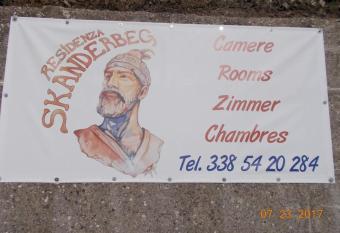 RESIDENZA
SKANDERBEG
Camere
Rooms
Zimmer
Chambres
Tel. 338 54 20 284
07 23 2017